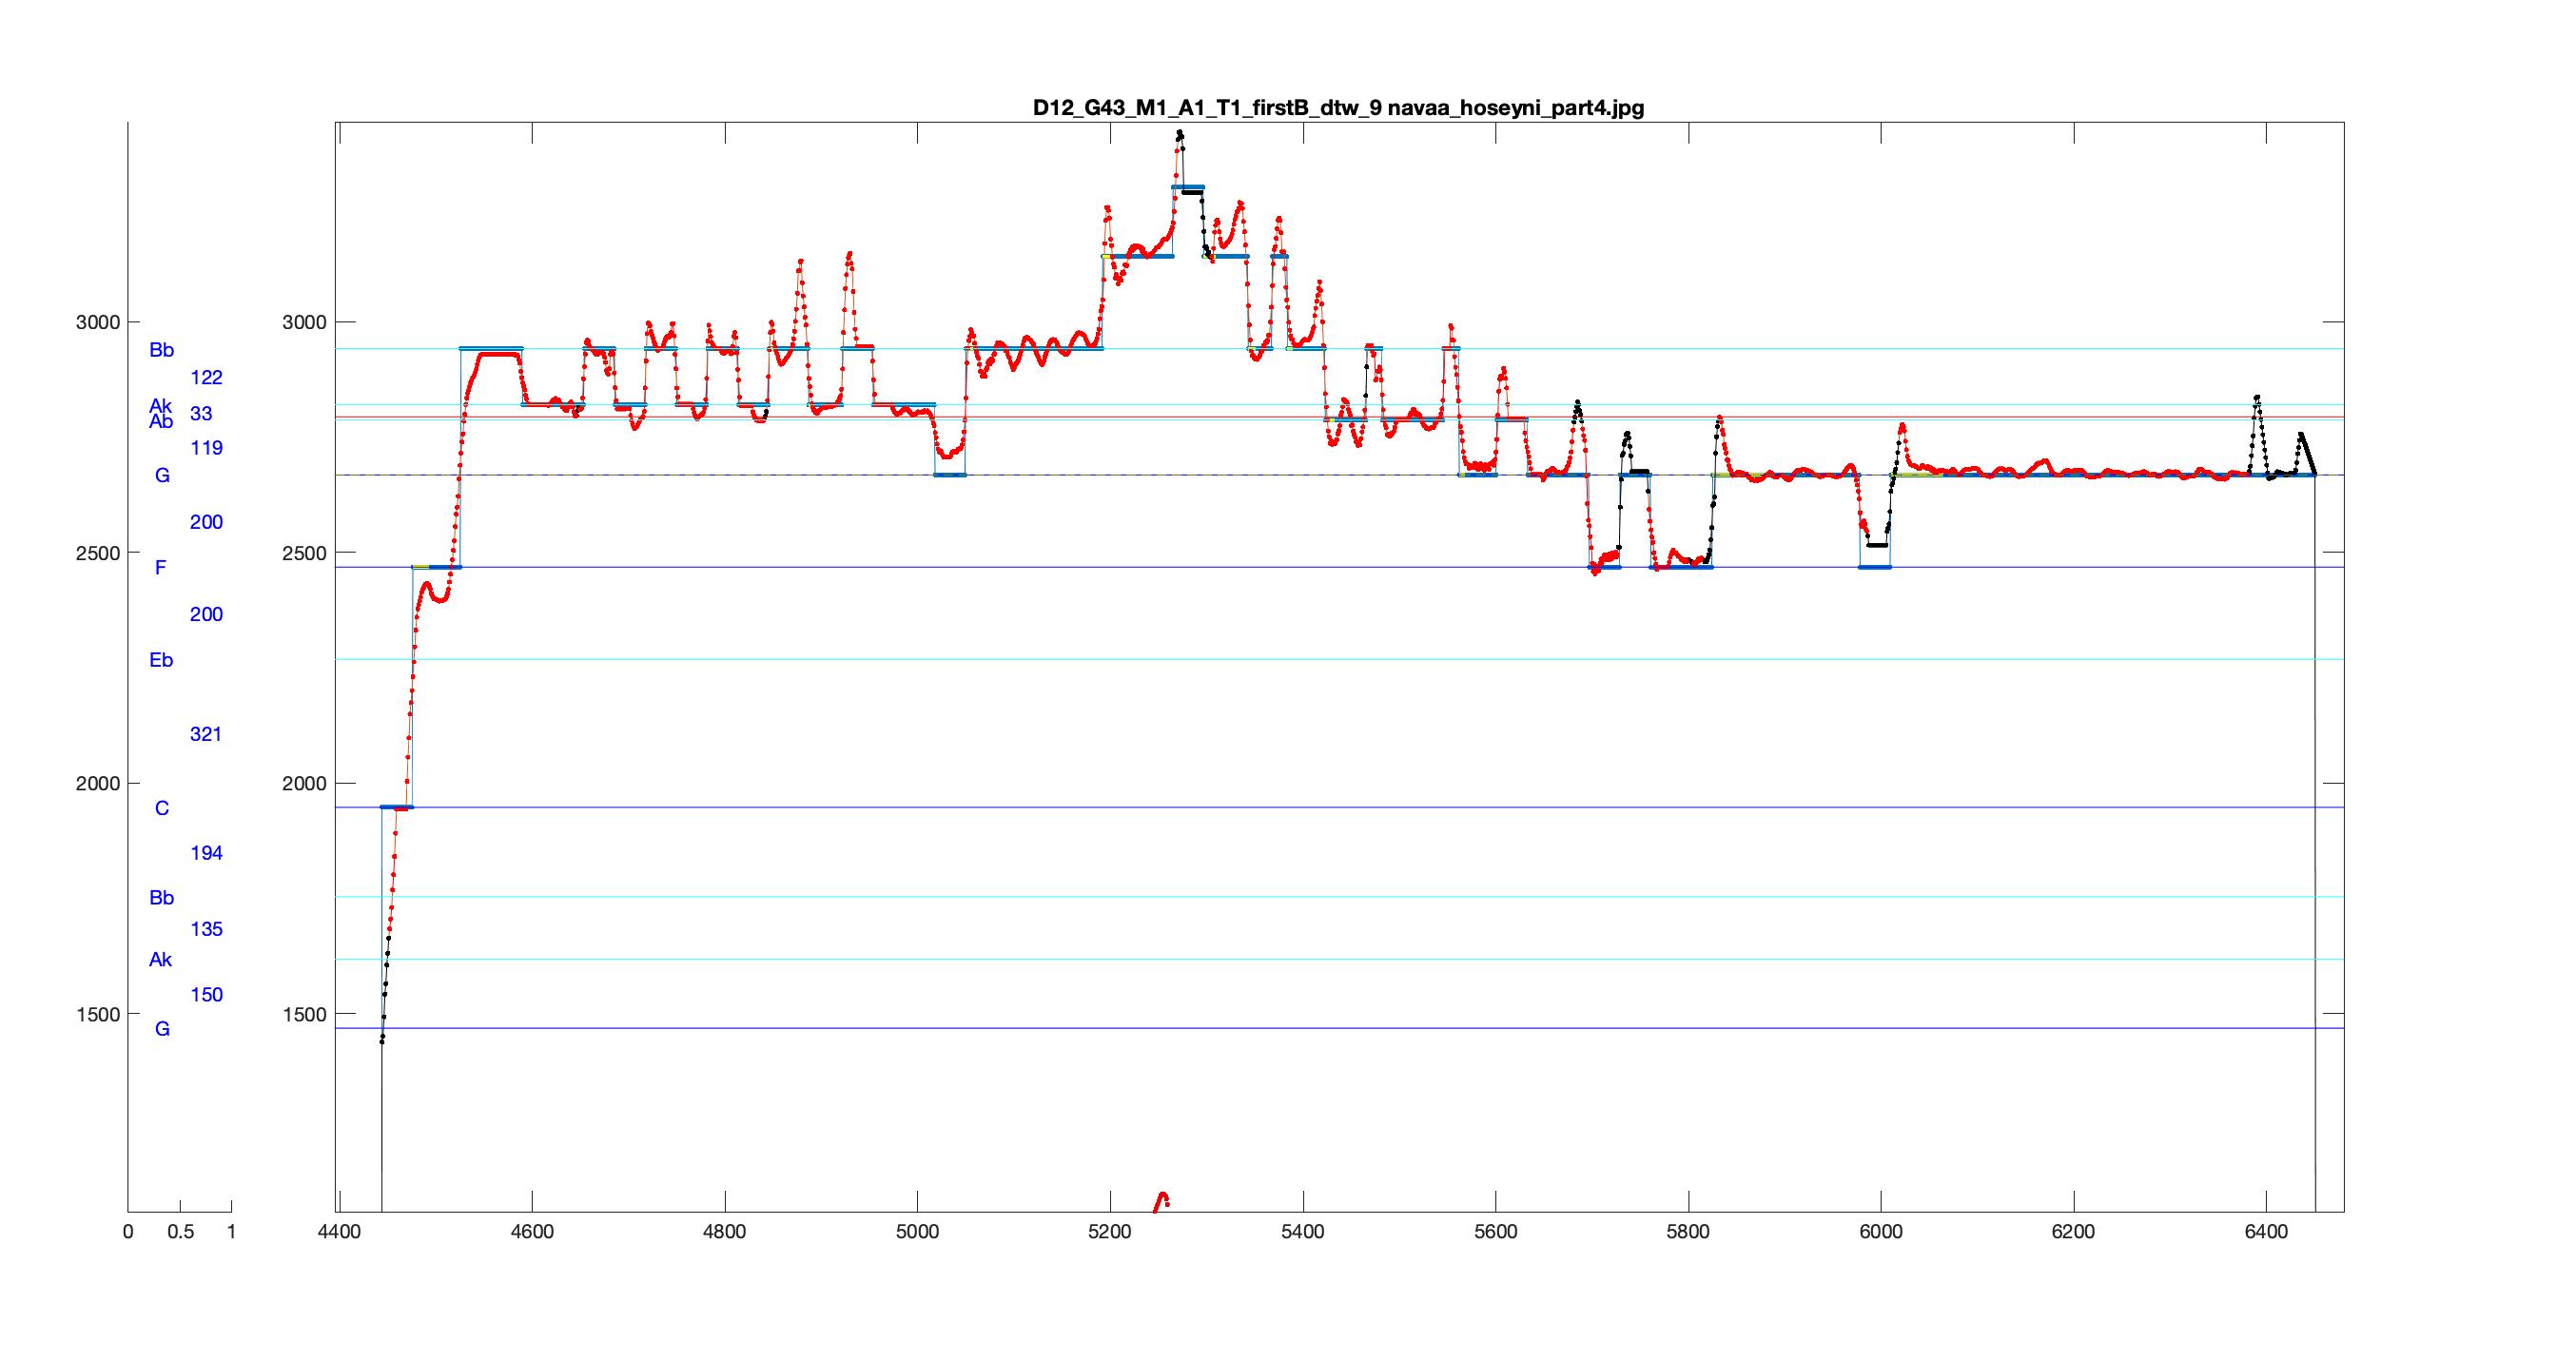 D12_G43_M1_A1_T1_firstB_dtw_9 navaa_hoseyni_part4.jpg
3000 3000
Bb
122
Ak
33
Ab
119
G
200
2500 2500
F
200
Eb
321
2000 2000
C
194
Bb
135
Ak
150
1500 1500
G
0 0.5 1 4400 4600 4800 5000 5200 5400 5600 5800 6000 6200 6400